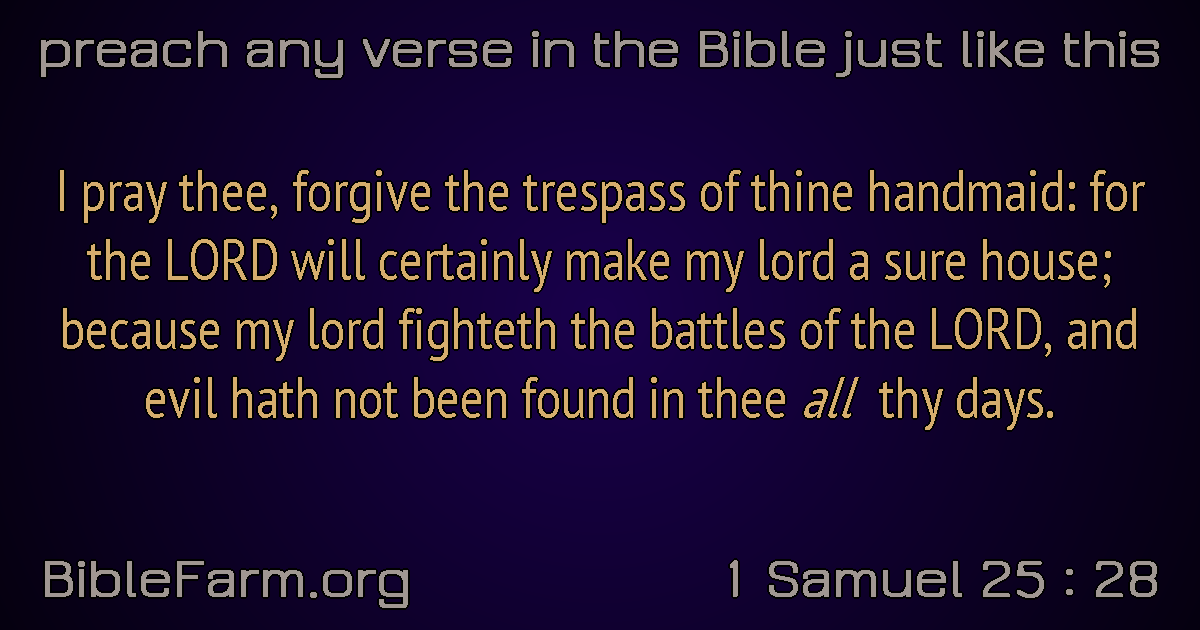 preach any verse in the Bible just like this
I pray thee, forgive the trespass of thine handmaid: for
the LORD will certainly make my lord a sure house;
because my lord fighteth the battles of the LORD, and
evil hath not been found in thee all thy days.
BibleFarm.org
1 Samuel 25 : 28